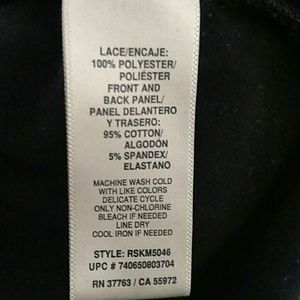 LACE/ENCAJE:
100% POLYESTER/
POLIÉSTER
FRONT AND
BACK PANEL/
PANEL DELANTERO
Y TRASERO:
95% COTTON/
ALGODÓN
5% SPANDEX/
ELASTANO
MACHINE WASH COLD
WITH LIKE COLORS
DELICATE CYCLE
ONLY NON-CHLORINE
BLEACH IF NEEDED
LINE DRY
COOL IRON IF NEEDED
STYLE: RSKM5046
UPC # 740650803704
RN 37763 / CA 55972